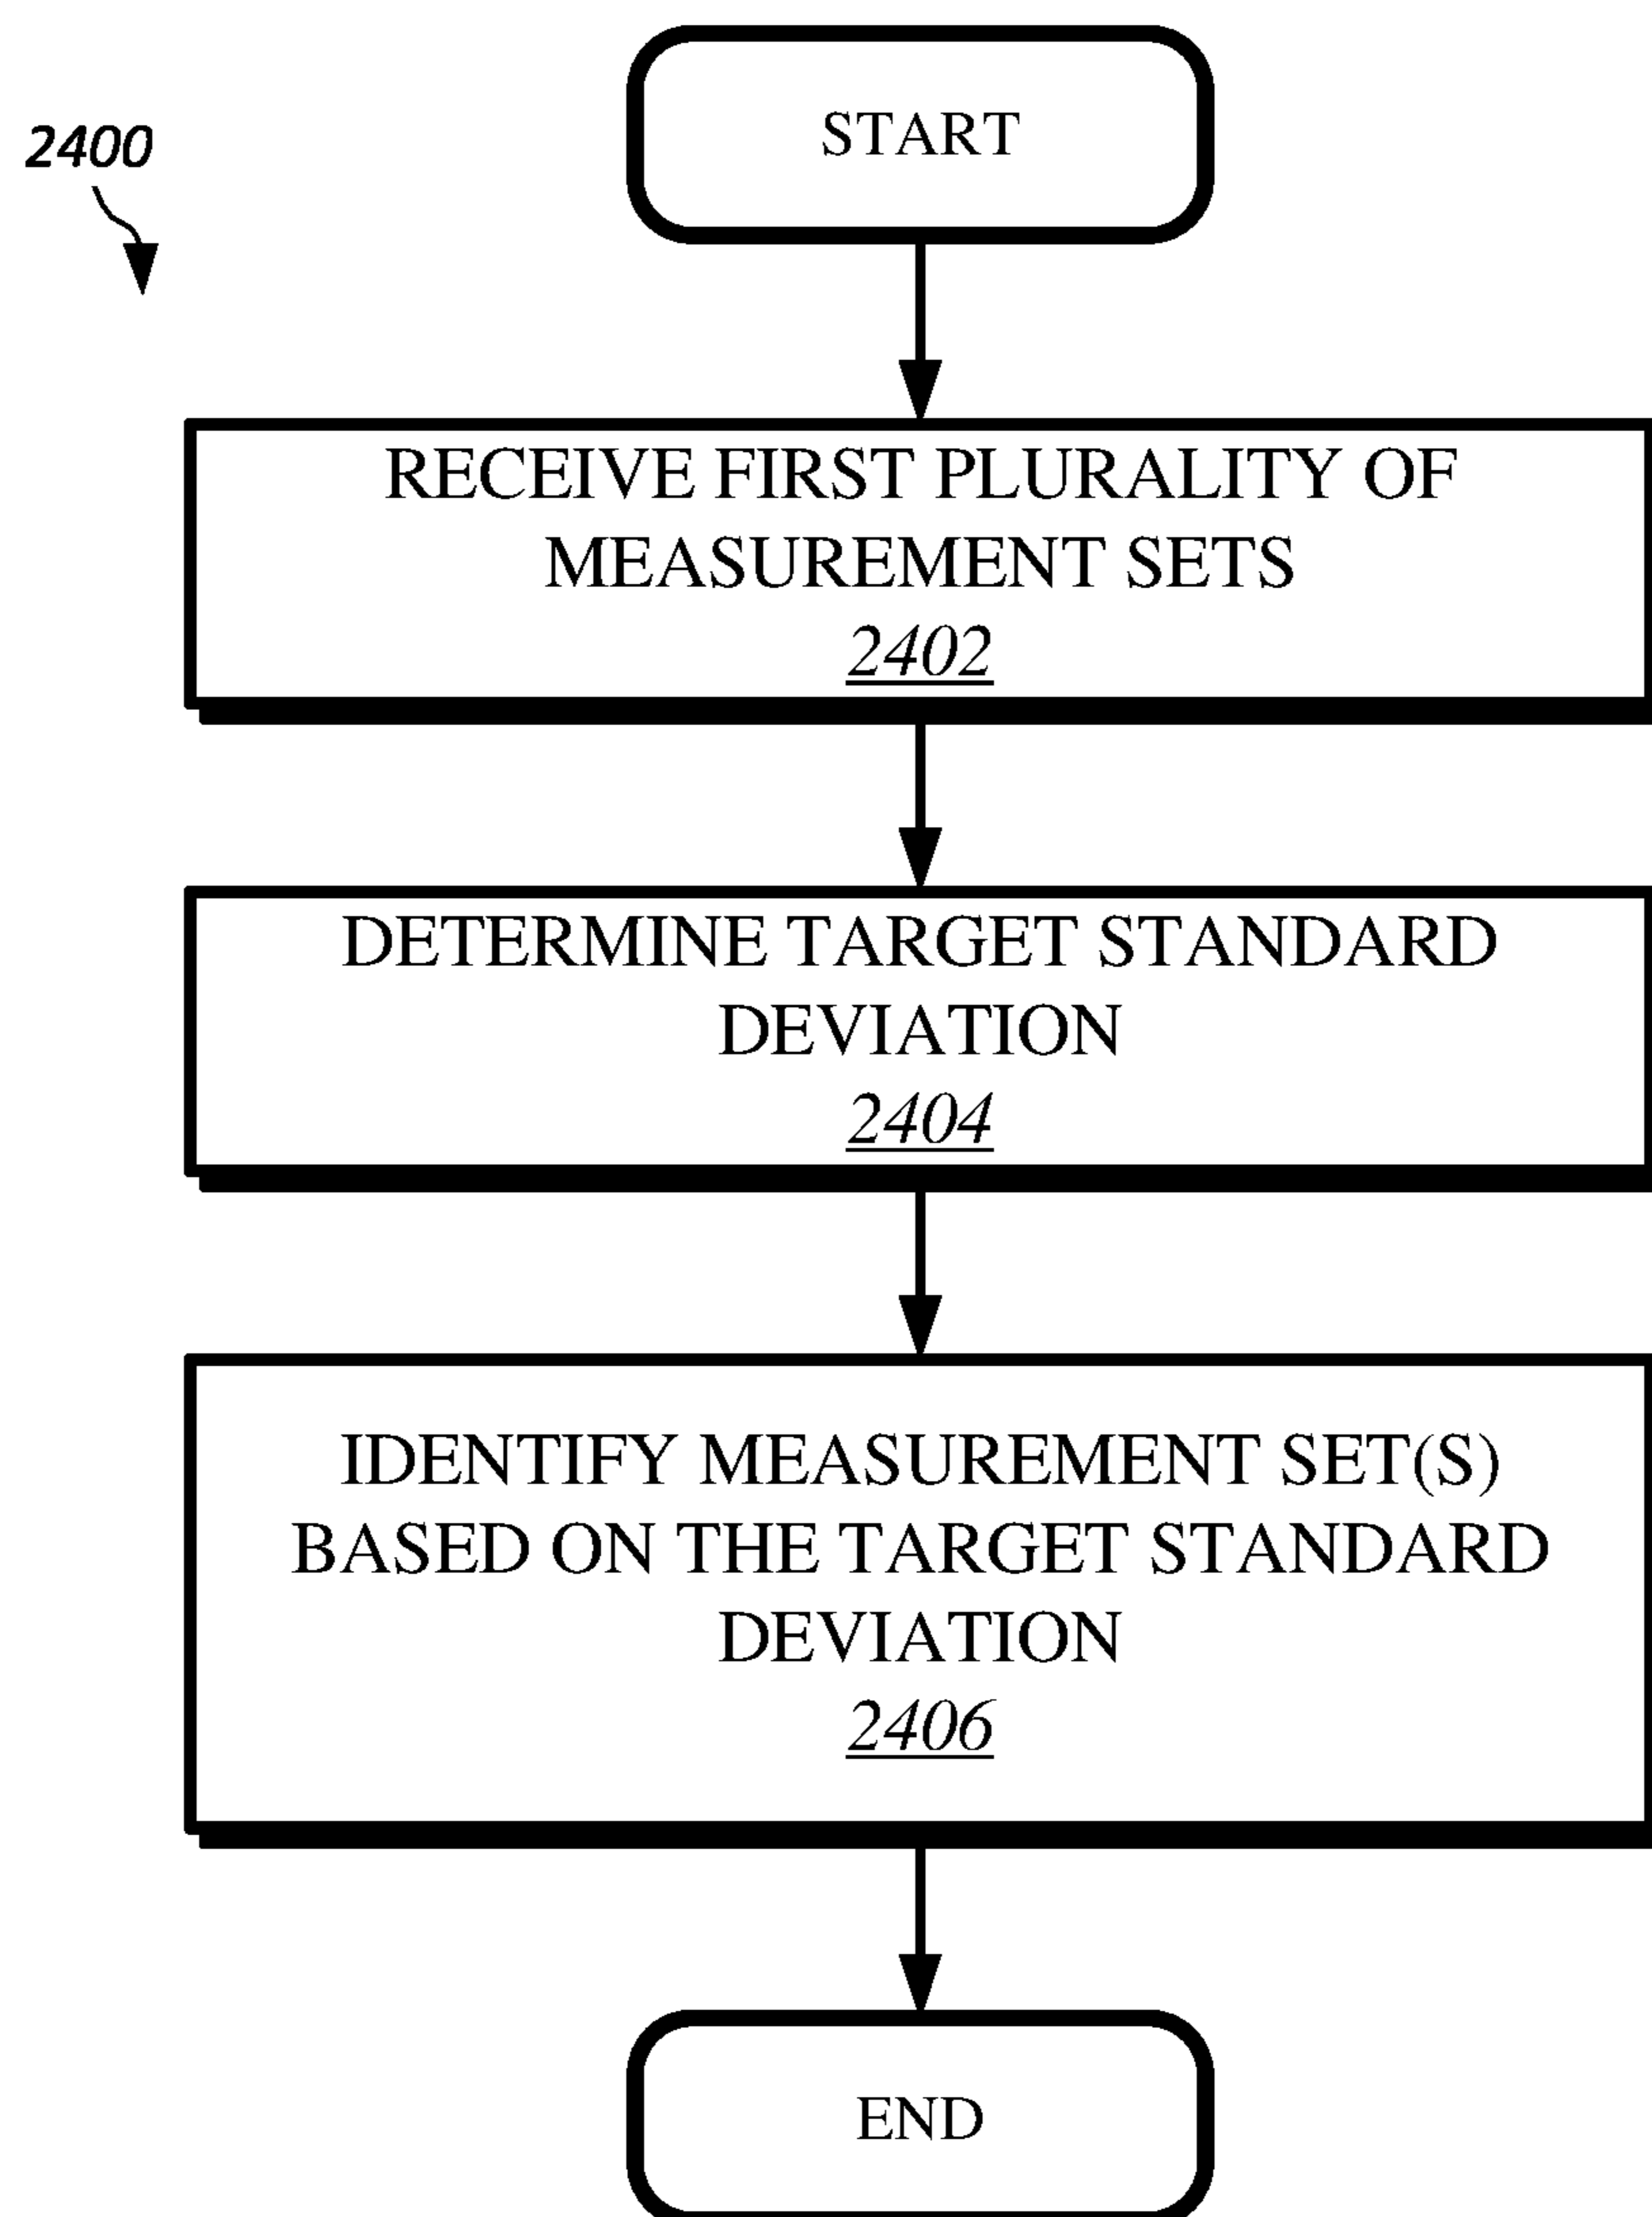 2400
START
RECEIVE FIRST PLURALITY OF
MEASUREMENT SETS
2402
DETERMINE TARGET STANDARD
DEVIATION
2404
IDENTIFY MEASUREMENT SET(S)
BASED ON THE TARGET STANDARD
DEVIATION
2406
END